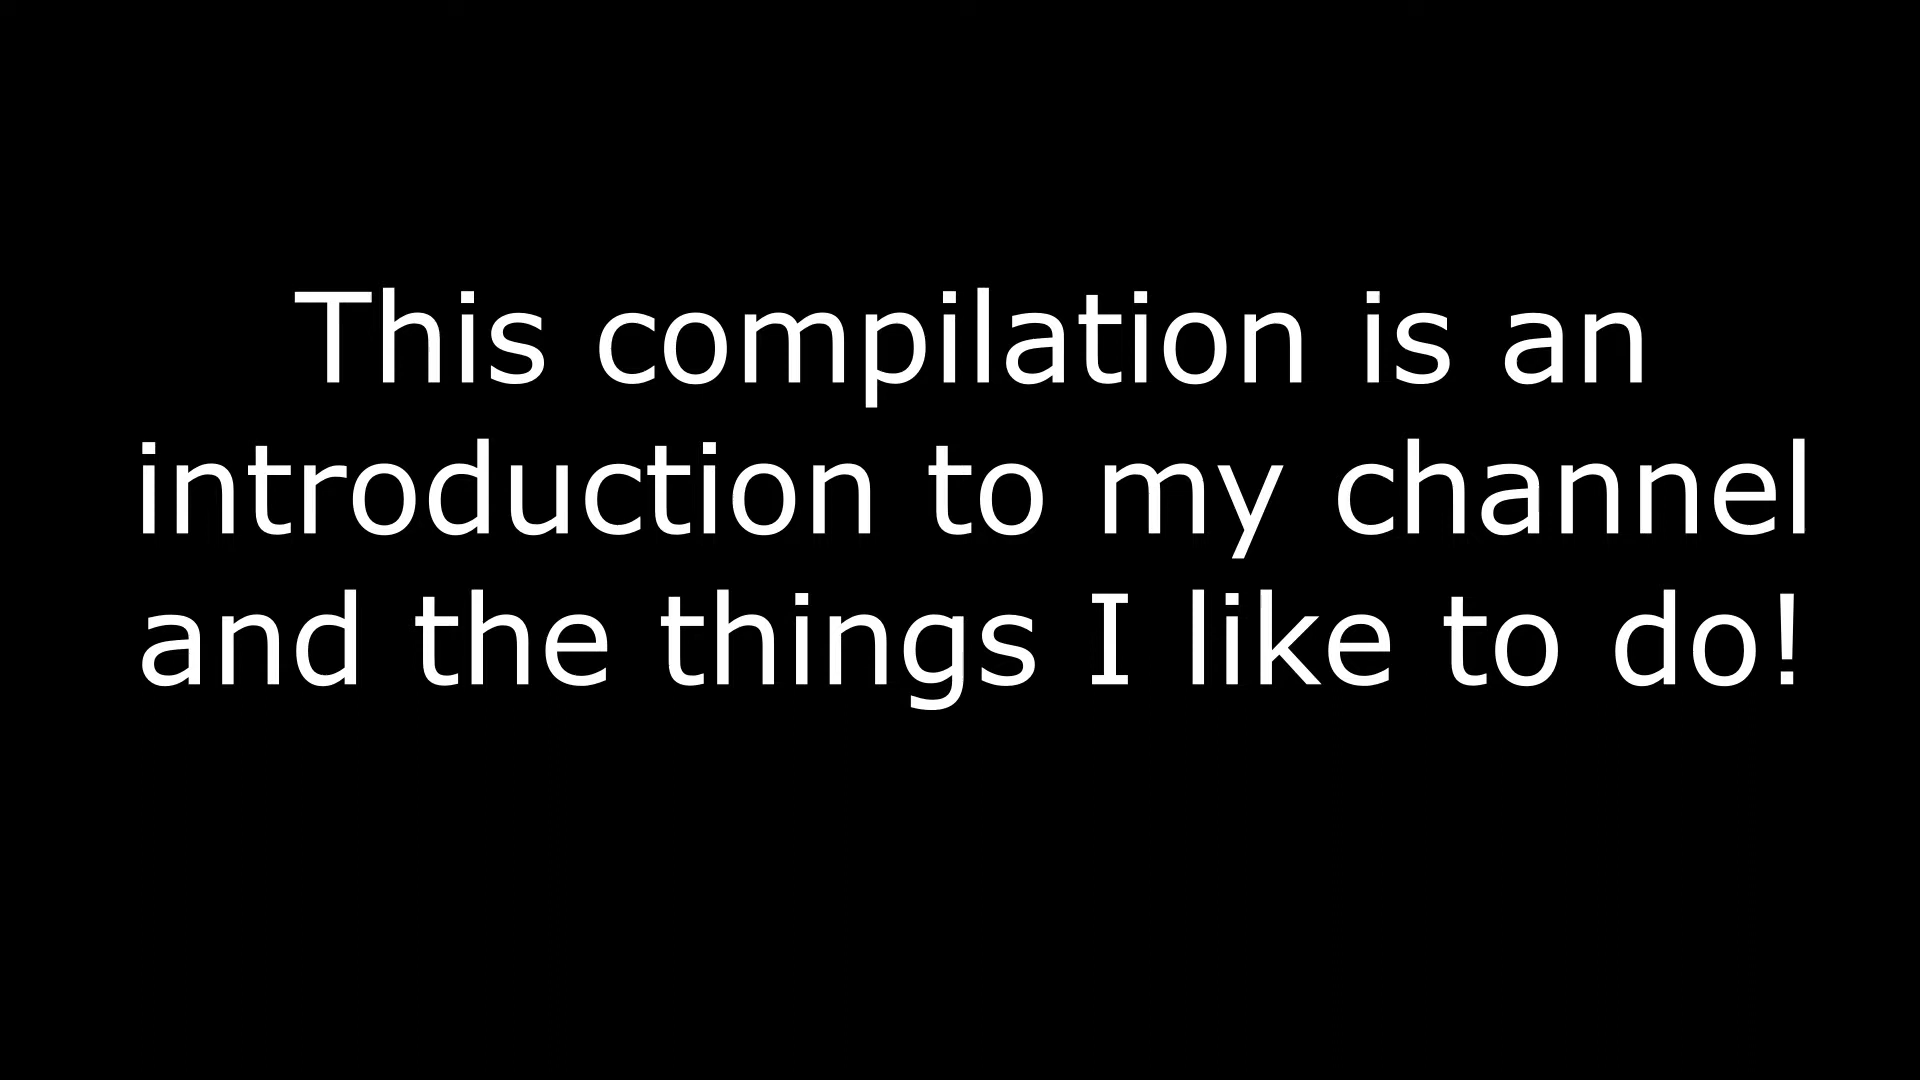 This compilation is an
introduction to my channel
and the things I like to do!